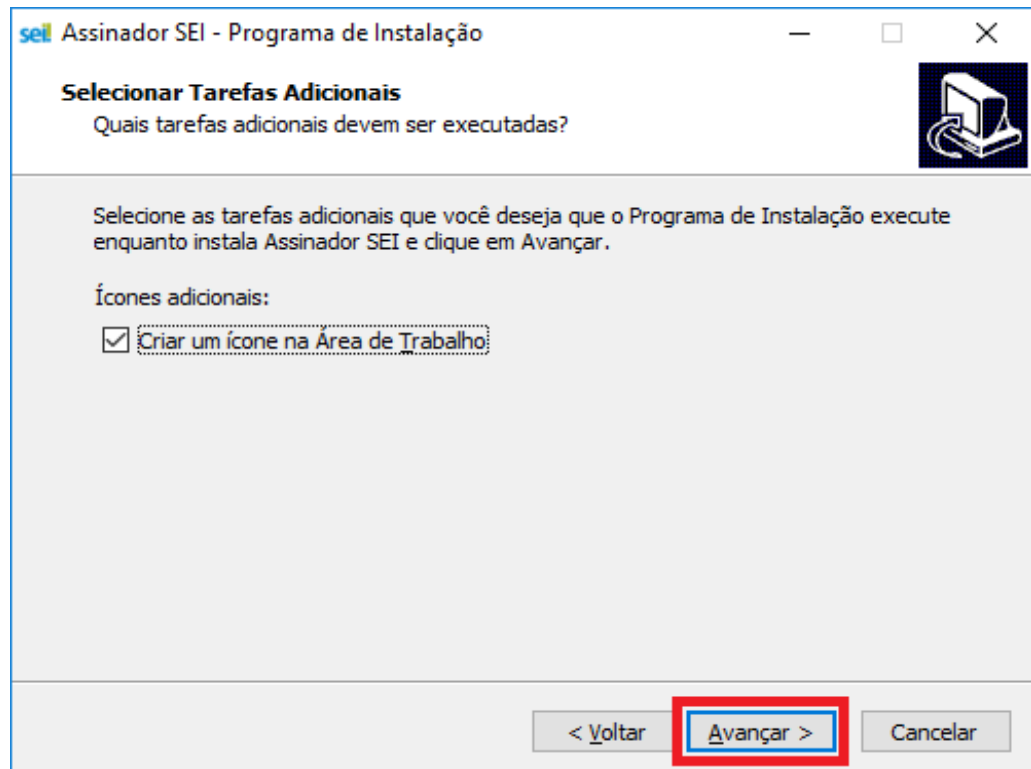 sei! Assinador SEI - Programa de Instalação
Selecionar Tarefas Adicionais
Quais tarefas adicionais devem ser executadas?
Selecione as tarefas adicionais que você deseja que o Programa de Instalação execute
enquanto instala Assinador SEI e clique em Avançar.
Ícones adicionais:
Criar um ícone na Área de Trabalho
< Voltar Avançar > Cancelar